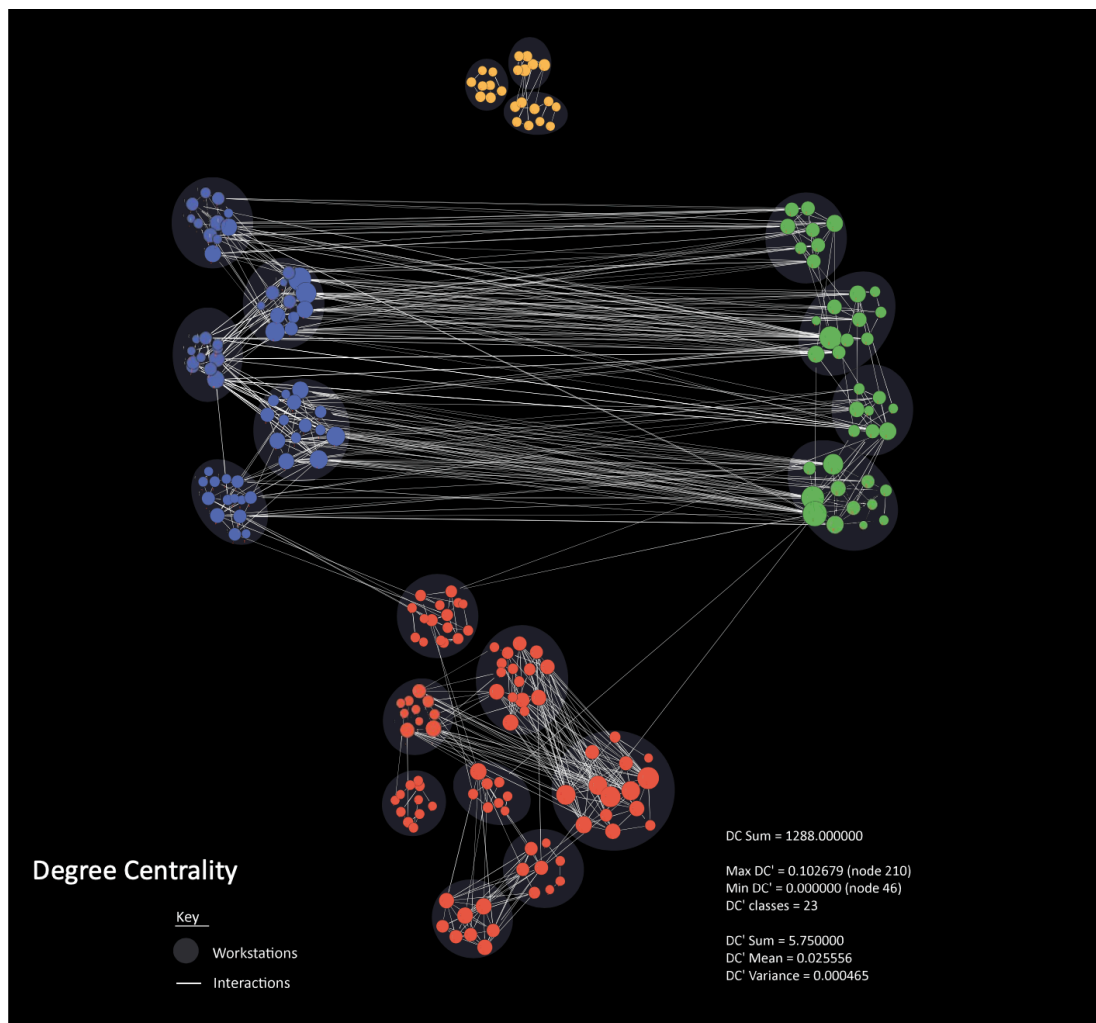 DC Sum = 1288.000000
Max DC' = 0.102679 (node 210)
Min DC' = 0.000000 (node 46)
DC' classes = 23
DC' Sum = 5.750000
DC' Mean = 0.025556
DC' Variance = 0.000465
Degree Centrality
Key
Workstations
Interactions